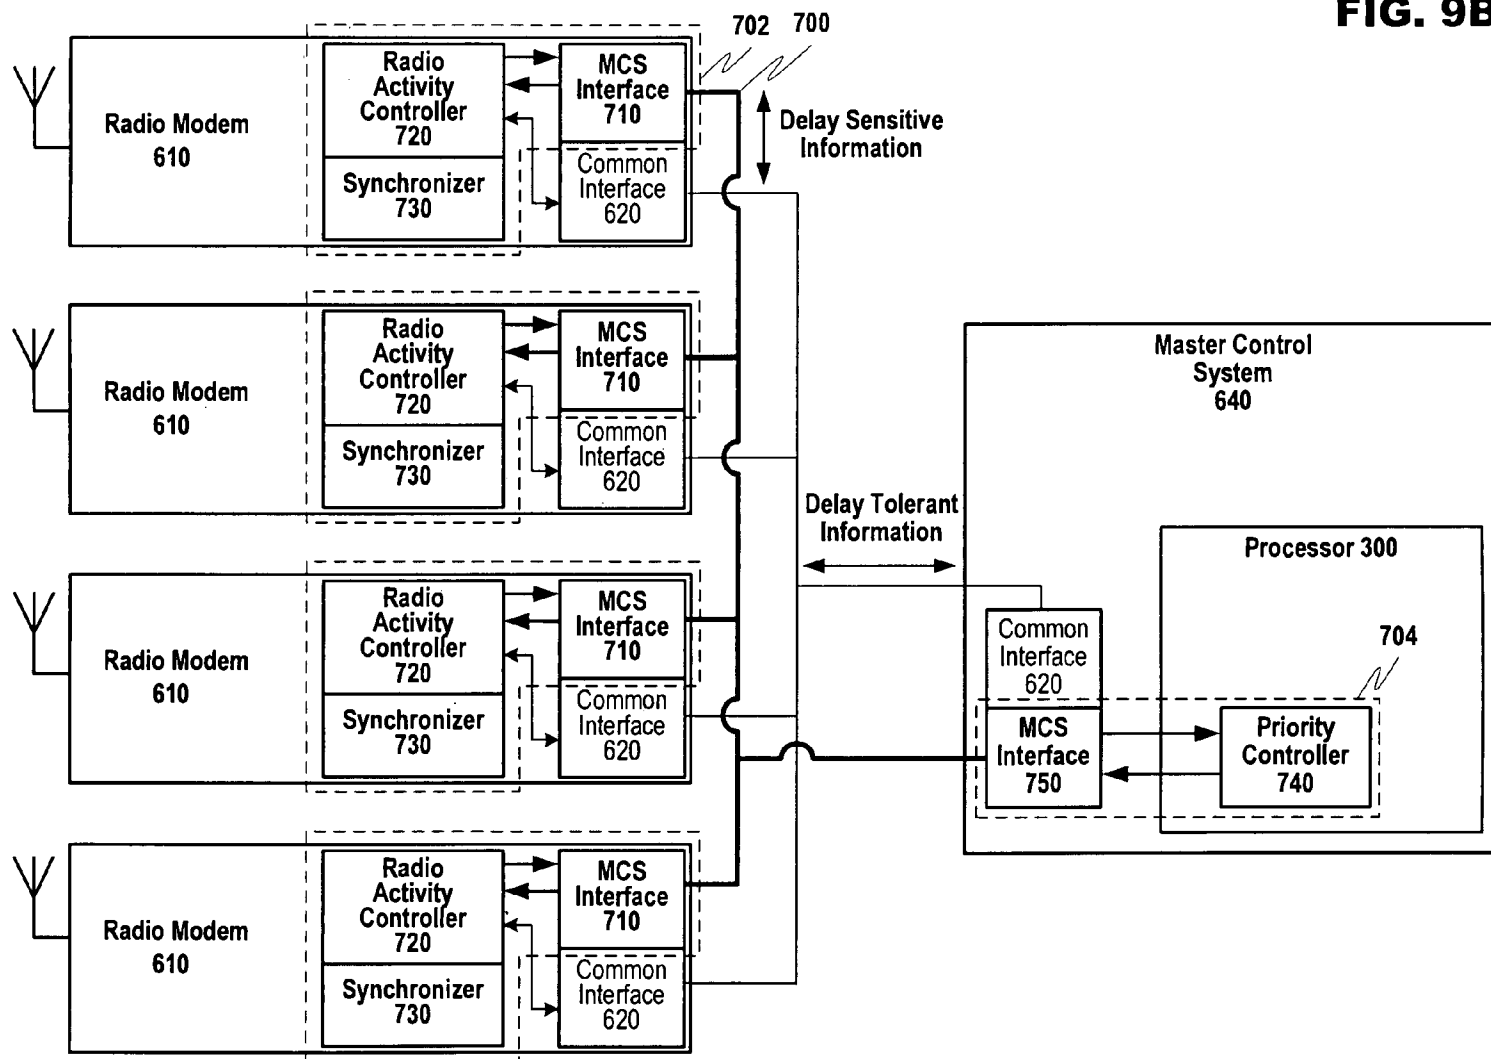 FIG. 9B
702 700
Radio
Activity
Controller
720
MCS
Interface
710
Radio Modem
610
Delay Sensitive
Information
Synchronizer
730
Common
Interface
620
Radio
Activity
Controller
720
MCS
Interface
710
Radio Modem
610
Synchronizer
730
Common
Interface
620
Master Control
System
640
Delay Tolerant
Information
Processor 300
Radio
Activity
Controller
720
MCS
Interface
710
Radio Modem
610
Synchronizer
730
Common
Interface
620
Common
Interface
620
704
MCS
Interface
750
Priority
Controller
740
Radio
Activity
Controller
720
MCS
Interface
710
Radio Modem
610
Synchronizer
730
Common
Interface
620